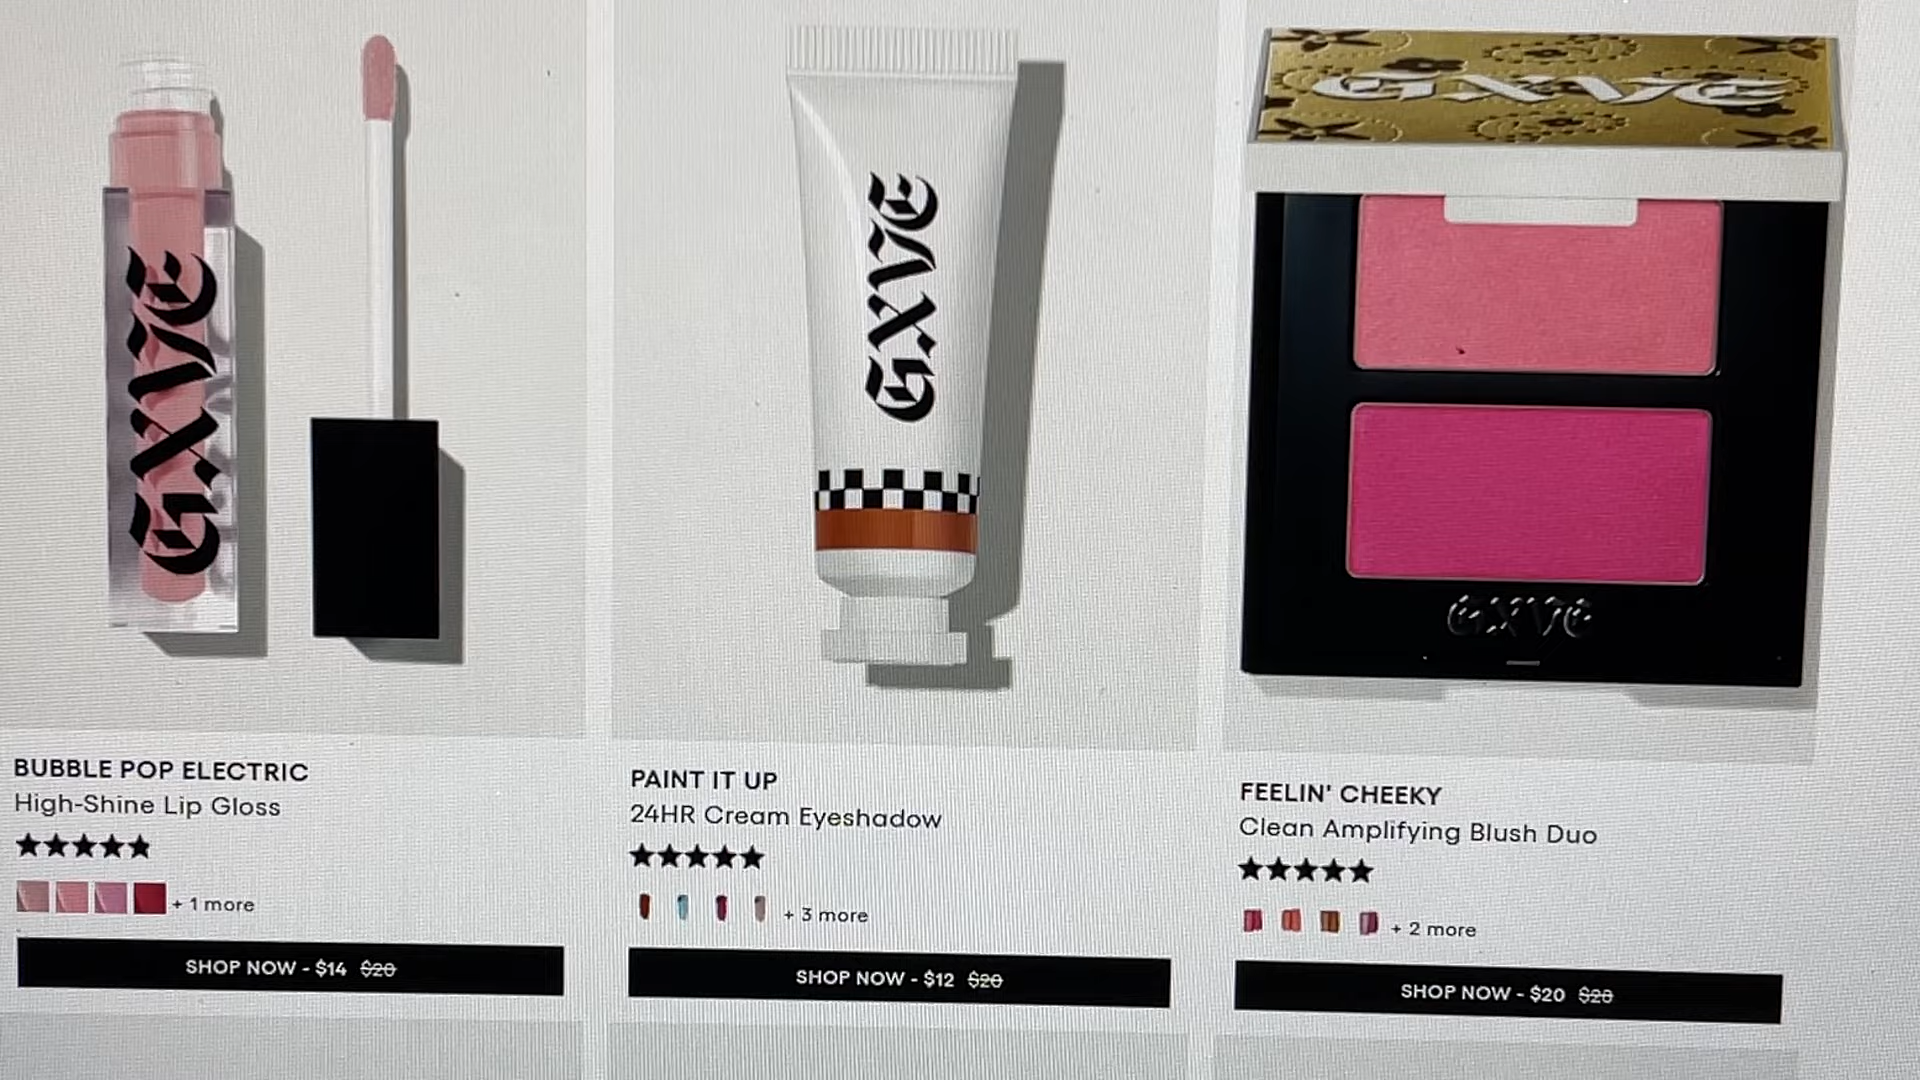 GXVE
GXVE
GXVE
GXVE
BUBBLE POP ELECTRIC
High-Shine Lip Gloss
+ 1 more
SHOP NOW - $14 $20
PAINT IT UP
24HR Cream Eyeshadow
+ 3 more
SHOP NOW - $12 $20
FEELIN' CHEEKY
Clean Amplifying Blush Duo
+ 2 more
SHOP NOW - $20 $28